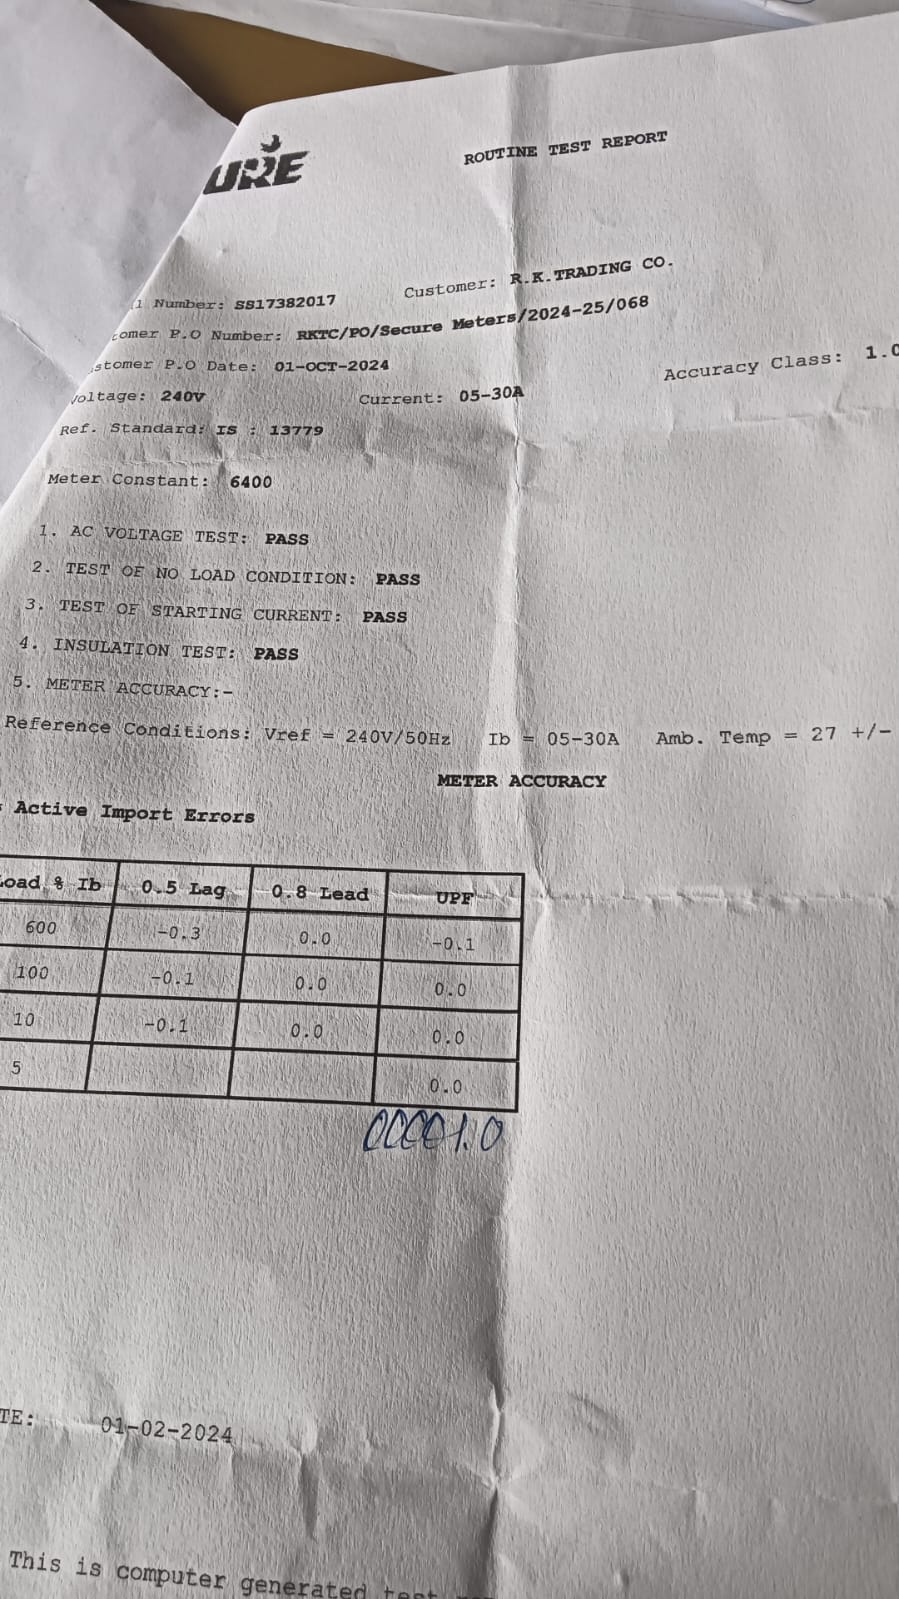 URE
ROUTINE TEST REPORT
Number: SS17382017 Customer: R.K.TRADING CO.
omer P.O Number: RKTC/PO/Secure Meters/2024-25/068
stomer P.O Date: 01-OCT-2024
Voltage: 240V Current: 05-30A Accuracy Class: 1.0
Ref. Standard: IS : 13779
Meter Constant: 6400
1. AC VOLTAGE TEST: PASS
2. TEST OF NO LOAD CONDITION: PASS
3. TEST OF STARTING CURRENT: PASS
4. INSULATION TEST: PASS
5. METER ACCURACY:-
Reference Conditions: Vref = 240V/50Hz Ib = 05-30A Amb. Temp = 27 +/-
METER ACCURACY
Active Import Errors
Load % Ib 0.5 Lag 0.8 Lead UPF
600 -0.3 0.0 -0.1
100 -0.1 0.0 0.0
10 -0.1 0.0 0.0
5 0.0
00001.0
TE: 01-02-2024
This is computer generated test